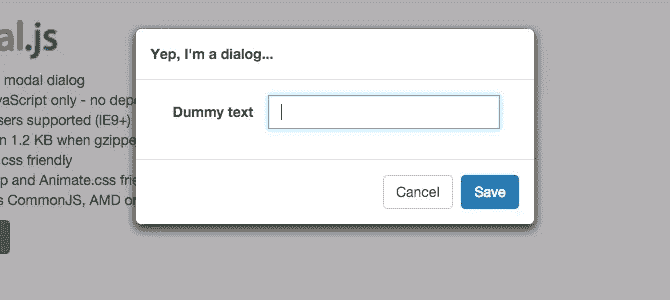 al.js
Yep, I'm a dialog...
modal dialog
vaScript only - no dep
Dummy text
sers supported (IE9+)
n 1.2 KB when gzippe
css friendly
p and Animate.css frie
s CommonJS, AMD or
Cancel
Save